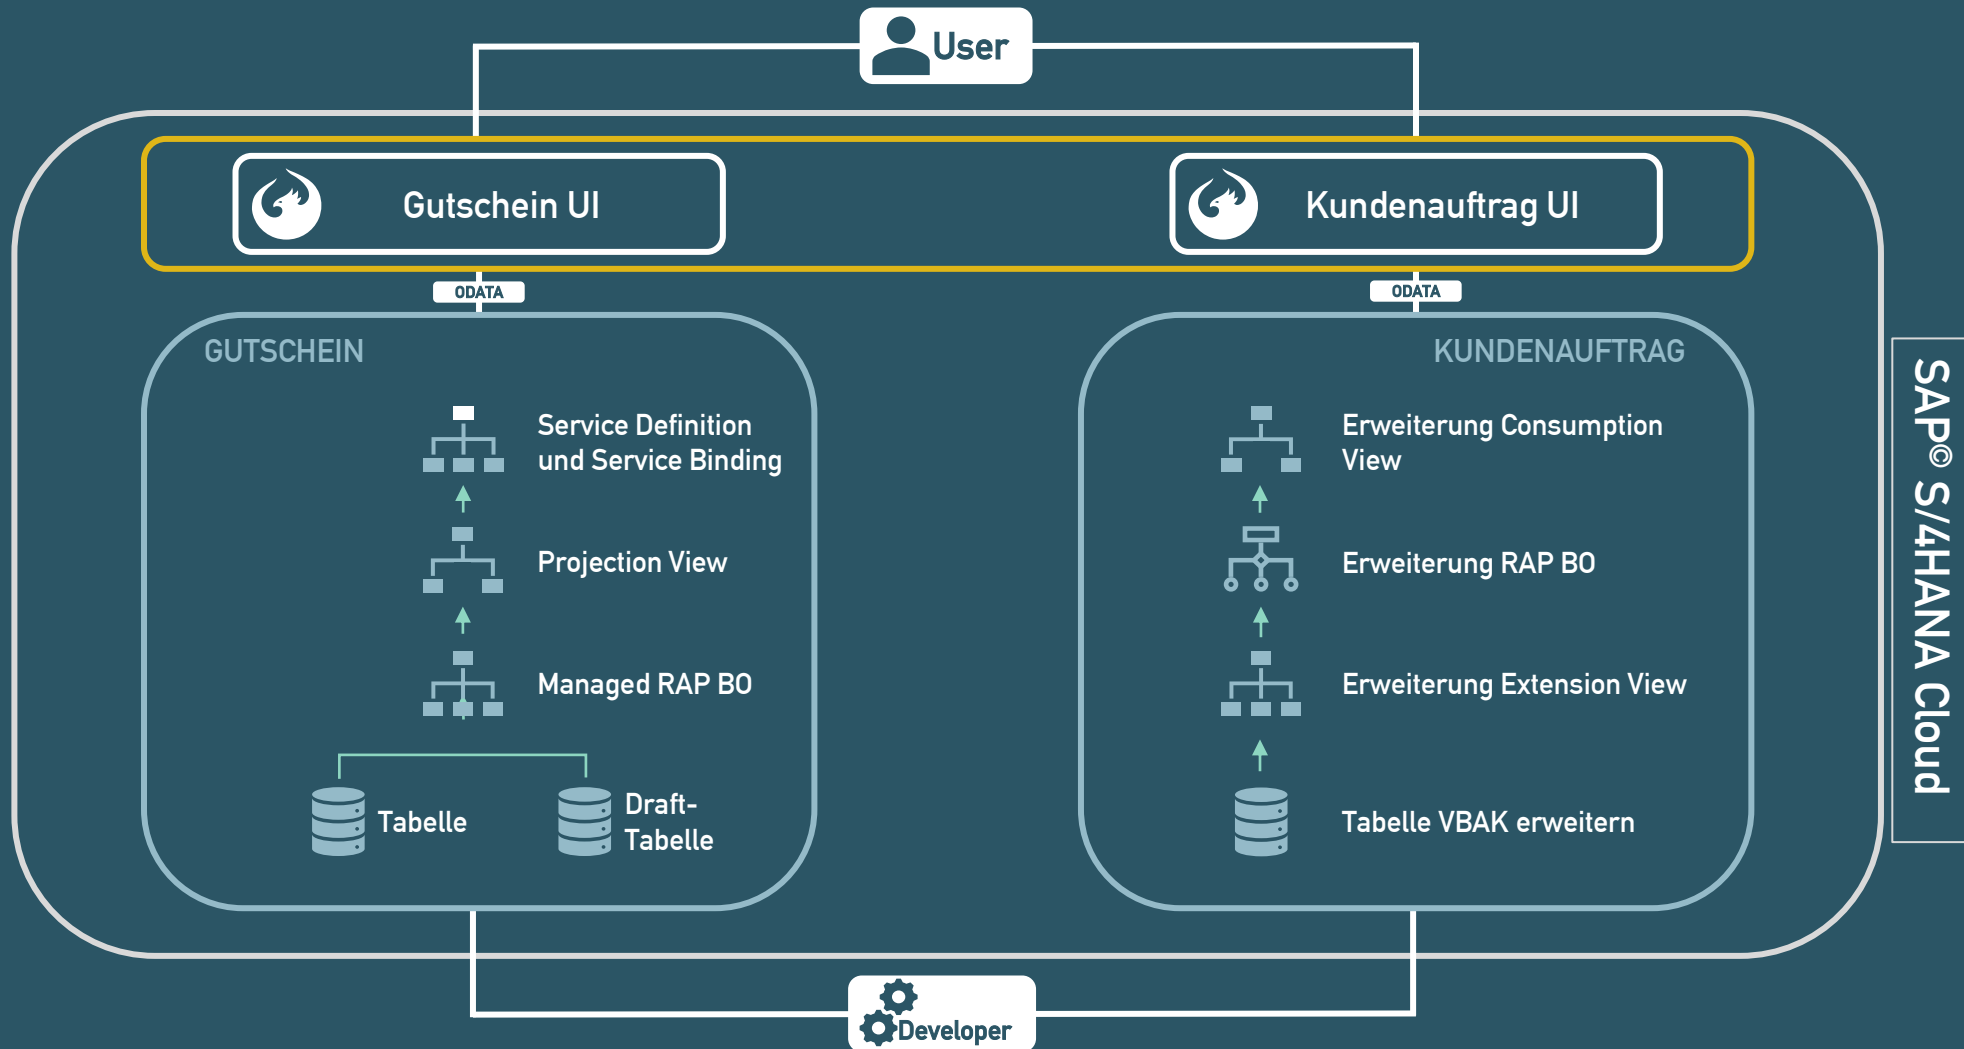 User
Gutschein UI
Kundenauftrag UI
ODATA
ODATA
GUTSCHEIN
Service Definition
und Service Binding
Projection View
Managed RAP BO
Tabelle
Draft-
Tabelle
KUNDENAUFTRAG
Erweiterung Consumption
View
Erweiterung RAP BO
Erweiterung Extension View
Tabelle VBAK erweitern
SAP© S/4HANA Cloud
Developer